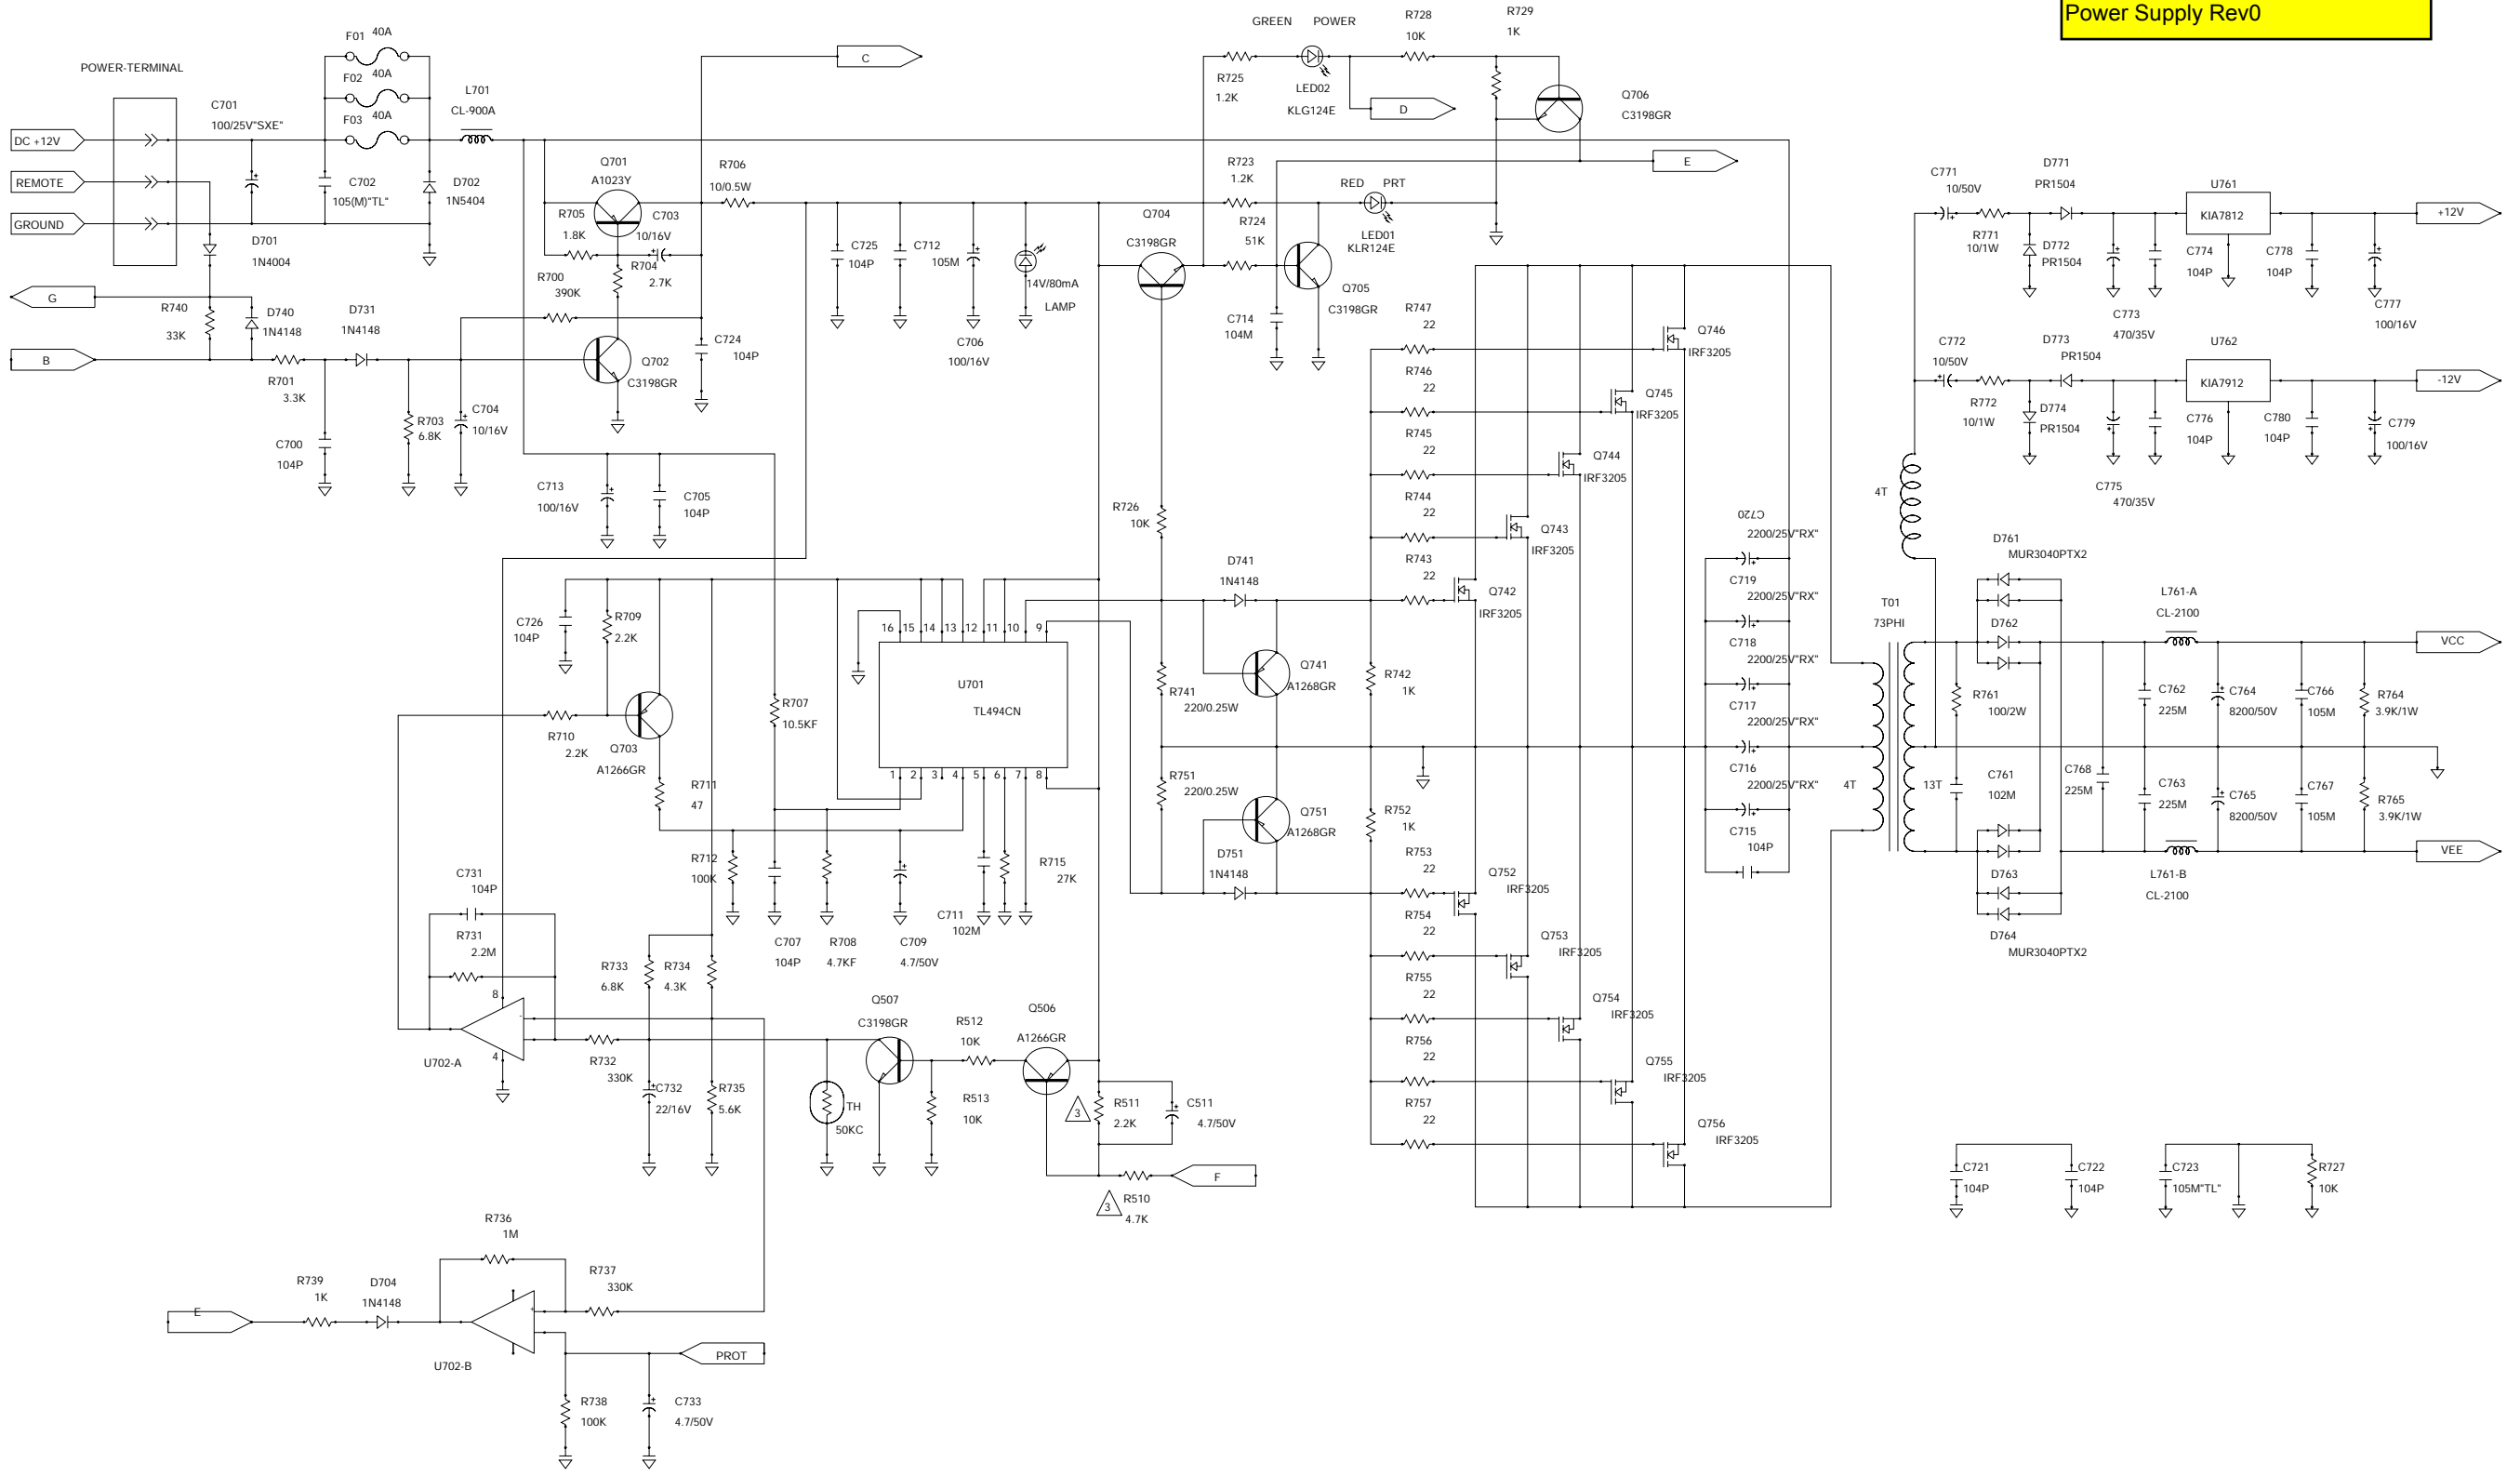 Power Supply Rev0
POWER-TERMINAL
DC +12V
REMOTE
GROUND
F01
40A
F02
40A
F03
40A
C701
100/25V"SXE"
C702
105(M)"TL"
L701
CL-900A
D702
1N5404
D701
1N4004
G
B
R740
33K
D740
1N4148
D731
1N4148
R701
3.3K
C700
104P
R703
6.8K
C704
10/16V
Q701
A1023Y
R705
1.8K
C703
10/16V
R704
2.7K
R700
390K
Q702
C3198GR
C724
104P
R706
10/0.5W
C
C713
100/16V
C705
104P
C725
104P
C712
105M
C706
100/16V
14V/80mA
LAMP
GREEN
POWER
R725
1.2K
LED02
KLG124E
R728
10K
R729
1K
D
Q706
C3198GR
E
R723
1.2K
RED
PRT
LED01
KLR124E
Q704
C3198GR
R724
51K
Q705
C3198GR
C714
104M
R726
10K
R747
22
R746
22
R745
22
R744
22
R743
22
Q746
IRF3205
Q745
IRF3205
Q744
IRF3205
Q743
IRF3205
Q742
IRF3205
C771
10/50V
R771
10/1W
D771
PR1504
D772
PR1504
C773
470/35V
C774
104P
U761
KIA7812
C778
104P
C777
100/16V
+12V
C772
10/50V
R772
10/1W
D773
PR1504
D774
PR1504
C775
470/35V
C776
104P
U762
KIA7912
C780
104P
C779
100/16V
-12V
4T
C726
104P
R709
2.2K
R710
2.2K
Q703
A1266GR
R711
47
R712
100K
R707
10.5KF
U701
TL494CN
16
15
14
13
12
11
10
9
1
2
3
4
5
6
7
8
C707
104P
R708
4.7KF
C709
4.7/50V
C711
102M
R715
27K
D741
1N4148
Q741
A1268GR
R741
220/0.25W
R751
220/0.25W
Q751
A1268GR
D751
1N4148
R742
1K
R752
1K
R753
22
R754
22
R755
22
R756
22
R757
22
Q752
IRF3205
Q753
IRF3205
Q754
IRF3205
Q755
IRF3205
Q756
IRF3205
C720
2200/25V"RX"
C719
2200/25V"RX"
C718
2200/25V"RX"
C717
2200/25V"RX"
C716
2200/25V"RX"
C715
104P
T01
73PHI
4T
13T
D761
MUR3040PTX2
D762
R761
100/2W
C761
102M
D763
D764
MUR3040PTX2
C768
225M
C762
225M
C763
225M
L761-A
CL-2100
L761-B
CL-2100
C764
8200/50V
C765
8200/50V
C766
105M
C767
105M
R764
3.9K/1W
R765
3.9K/1W
VCC
VEE
C731
104P
R731
2.2M
8
-
4
U702-A
R733
6.8K
R734
4.3K
R732
330K
C732
22/16V
R735
5.6K
TH
50KC
Q507
C3198GR
R512
10K
R513
10K
Q506
A1266GR
3
R511
2.2K
C511
4.7/50V
3
R510
4.7K
F
R736
1M
R737
330K
R739
1K
D704
1N4148
E
+
U702-B
PROT
R738
100K
C733
4.7/50V
C721
104P
C722
104P
C723
105M"TL"
R727
10K